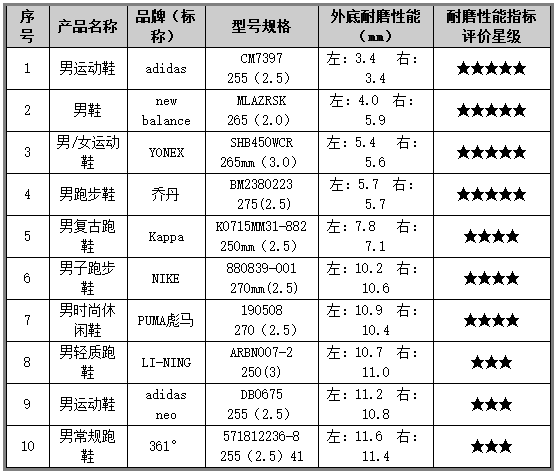 序号 产品名称 品牌（标称） 型号规格 外底耐磨性能（mm） 耐磨性能指标评价星级
1 男运动鞋 adidas CM7397 255（2.5） 左：3.4 右：3.4 ★★★★★
2 男鞋 new balance MLAZRSK 265（2.0） 左：4.0 右：5.9 ★★★★★
3 男/女运动鞋 YONEX SHB450WCR 265mm（3.0） 左：5.4 右：5.6 ★★★★★
4 男跑步鞋 乔丹 BM2380223 275(2.5) 左：5.7 右：5.7 ★★★★★
5 男复古跑鞋 Kappa K0715MM31-882 250mm（2.5） 左：7.8 右：7.1 ★★★★
6 男子跑步鞋 NIKE 880839-001 270mm(2.5) 左：10.2 右：10.6 ★★★★
7 男时尚休闲鞋 PUMA彪马 190508 270（2.5） 左：10.9 右：10.4 ★★★★
8 男轻质跑鞋 LI-NING ARBN007-2 250(3) 左：10.7 右：11.0 ★★★
9 男运动鞋 adidas neo DB0675 255（2.5） 左：11.2 右：10.8 ★★★
10 男常规跑鞋 361° 571812236-8 255（2.5）41 左：11.6 右：11.4 ★★★